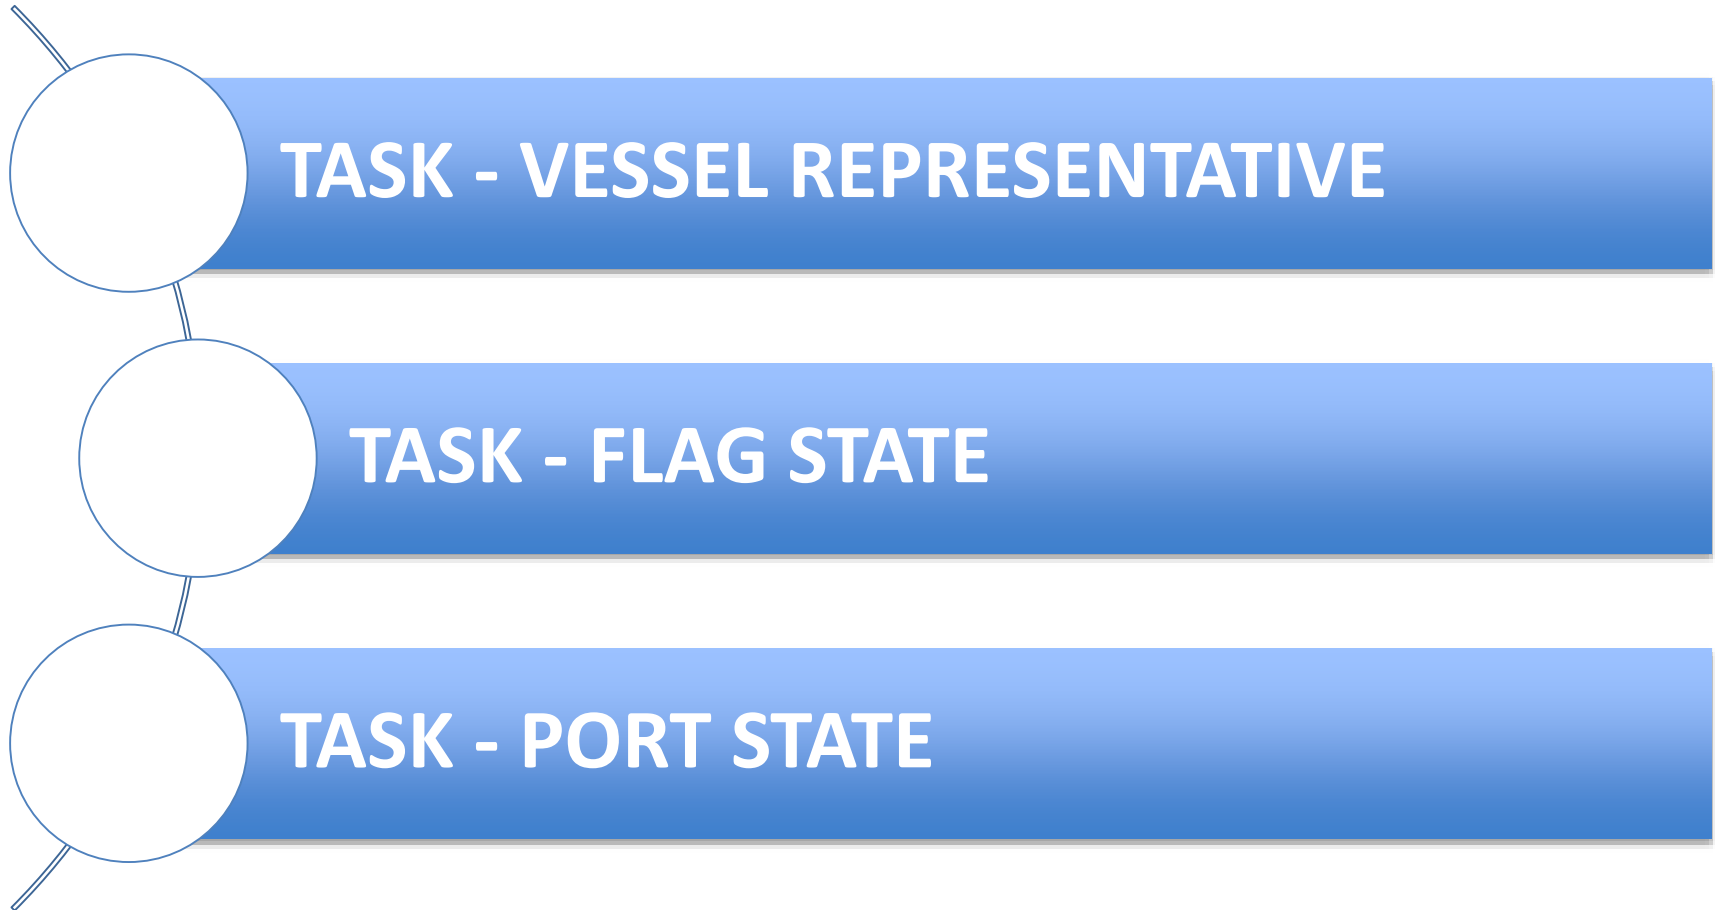 TASK - VESSEL REPRESENTATIVE
TASK - FLAG STATE
TASK - PORT STATE